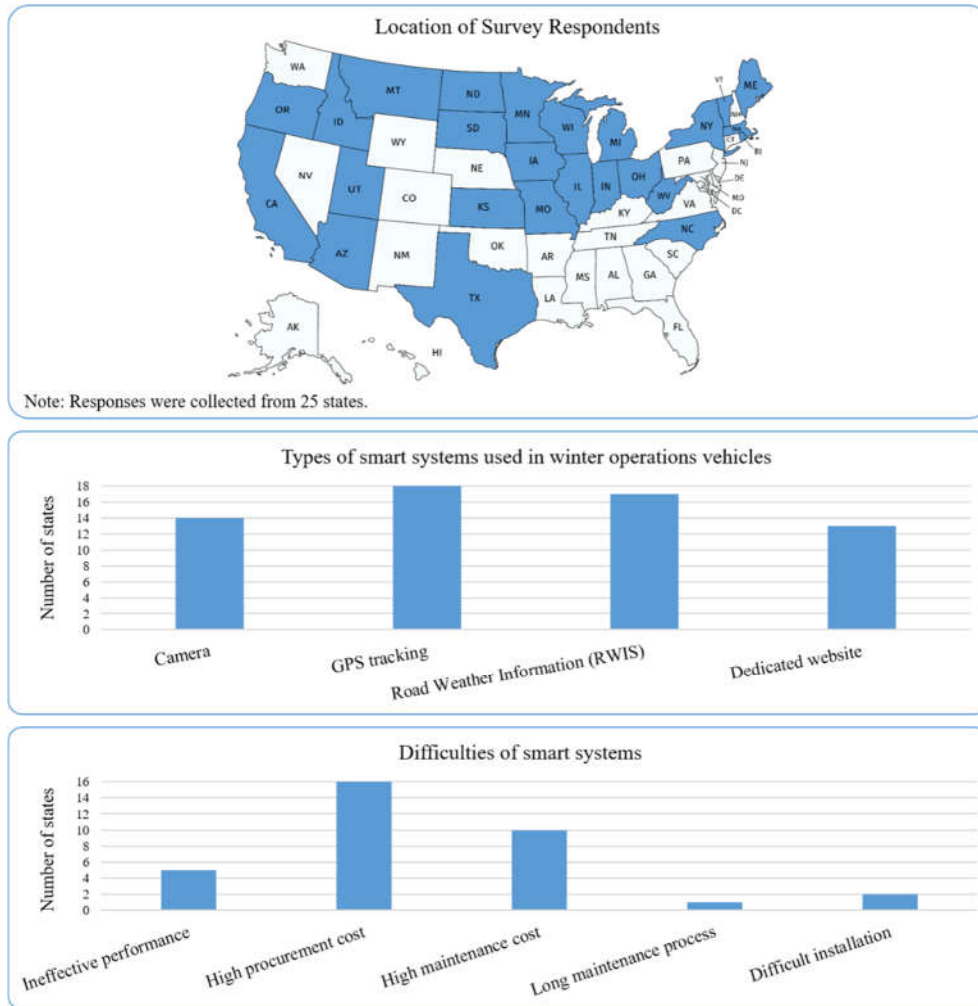 Location of Survey Respondents
WA
MT
ND
MN
VT
ME
OR
ID
SD
WI
MI
NY
NH
MA
CT
RI
WY
IA
PA
NJ
NE
NV
UT
CO
IL
IN
OH
WV
DE
MD
DC
VA
CA
KS
MO
KY
AZ
NM
OK
AR
TN
NC
SC
MS
AL
GA
TX
LA
FL
AK
HI
Note: Responses were collected from 25 states.
Types of smart systems used in winter operations vehicles
Number of states
18
16
14
12
10
8
6
4
2
0
Camera
GPS tracking
Road Weather Information (RWIS)
Dedicated website
Difficulties of smart systems
Number of states
16
14
12
10
8
6
4
2
0
Ineffective performance
High procurement cost
High maintenance cost
Long maintenance process
Difficult installation